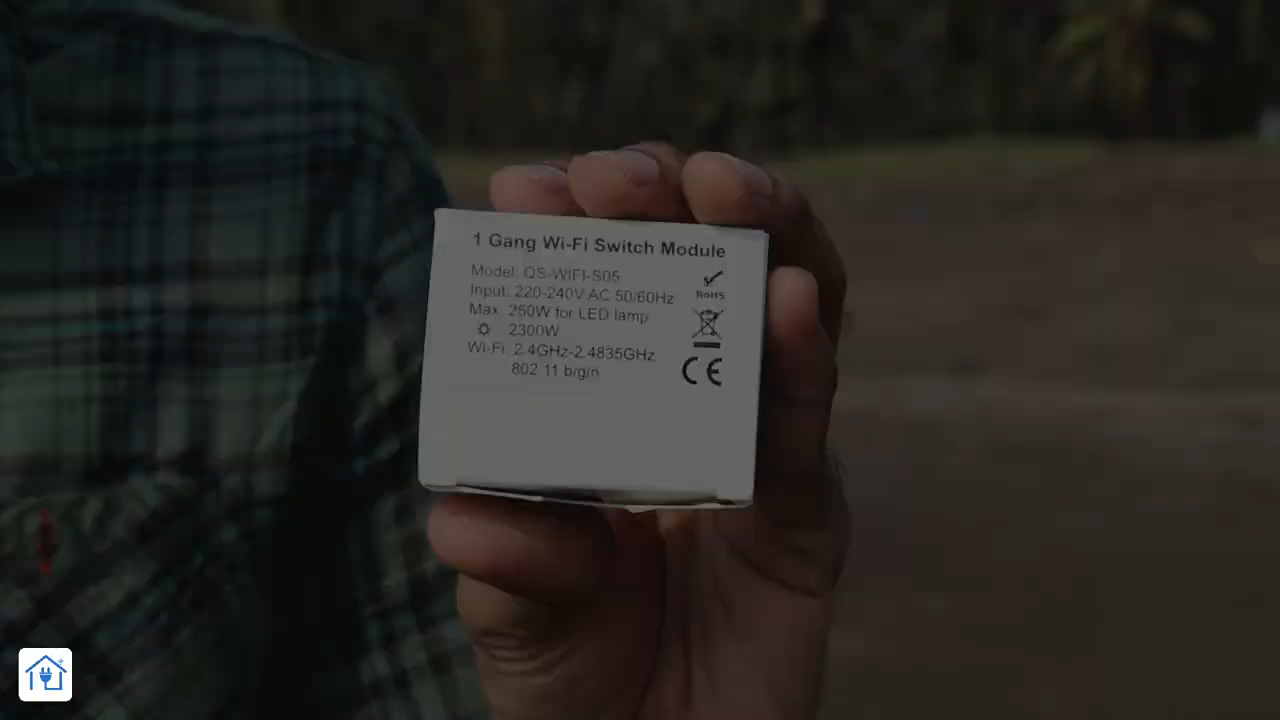 1 Gang Wi-Fi Switch Module
Model: QS-WIFI-S05
Input: 220-240V AC 50/60Hz
Max. 250W for LED lamp
2300W
Wi-Fi: 2.4GHz-2.4835GHz
802.11 b/g/n
RoHS
CE